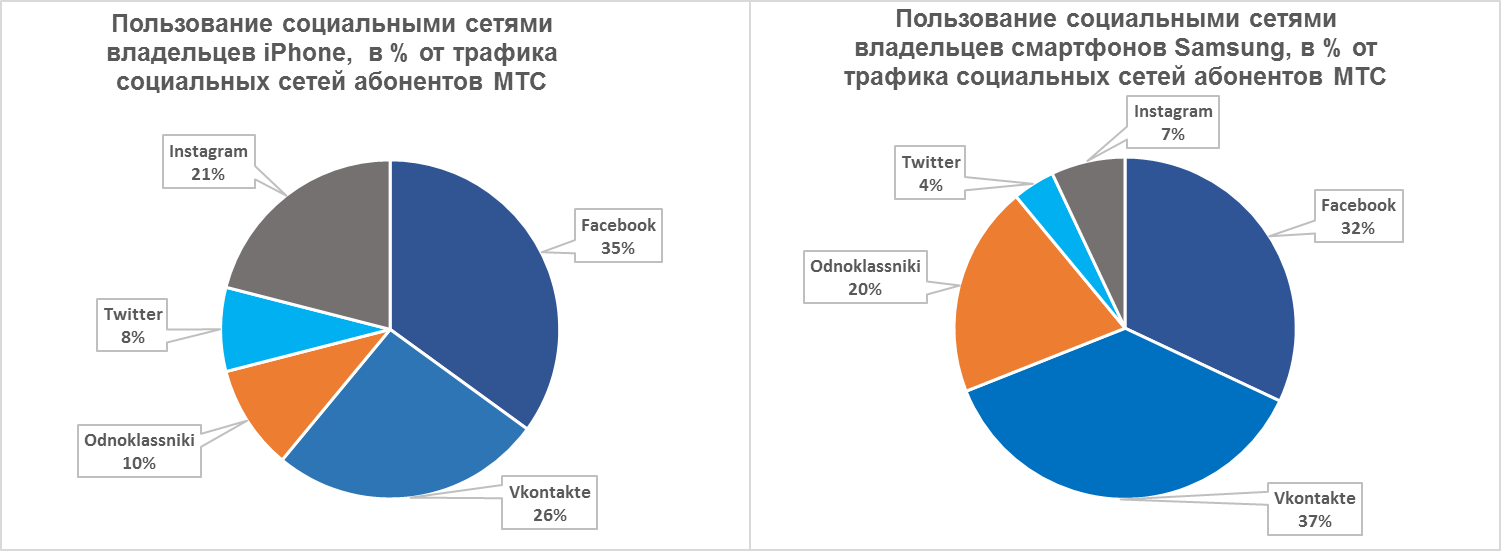 Пользование социальными сетями
владельцев iPhone,  в % от трафика
социальных сетей абонентов МТС
Instagram
21%
Facebook
35%
Twitter
8%
Odnoklassniki
10%
Vkontakte
26%
Пользование социальными сетями
владельцев смартфонов Samsung, в % от
трафика социальных сетей абонентов МТС
Instagram
7%
Twitter
4%
Facebook
32%
Odnoklassniki
20%
Vkontakte
37%